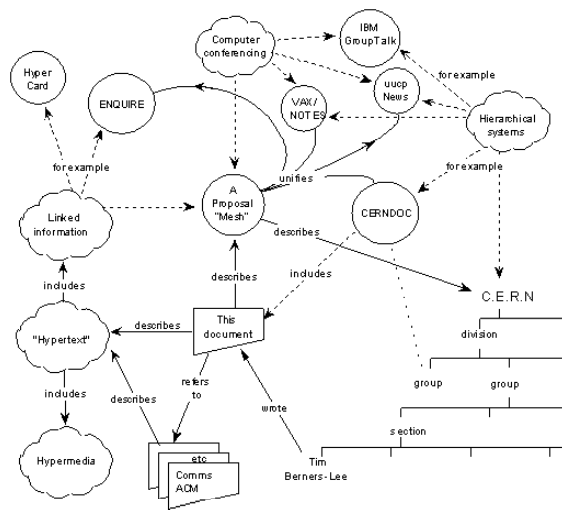 IBM
GroupTalk
Computer
conferencing
Hyper
Card
ENQUIRE
VAX/
NOTES
uucp
News
for example
Hierarchical
systems
for example
for example
unifies
A
Proposal
"Mesh"
CERNDOC
Linked
information
describes
includes
describes
includes
C.E.R.N
This
document
describes
"Hypertext"
division
refers
to
group
group
includes
describes
wrote
section
Hypermedia
etc
Tim
Berners-Lee
Comms
ACM